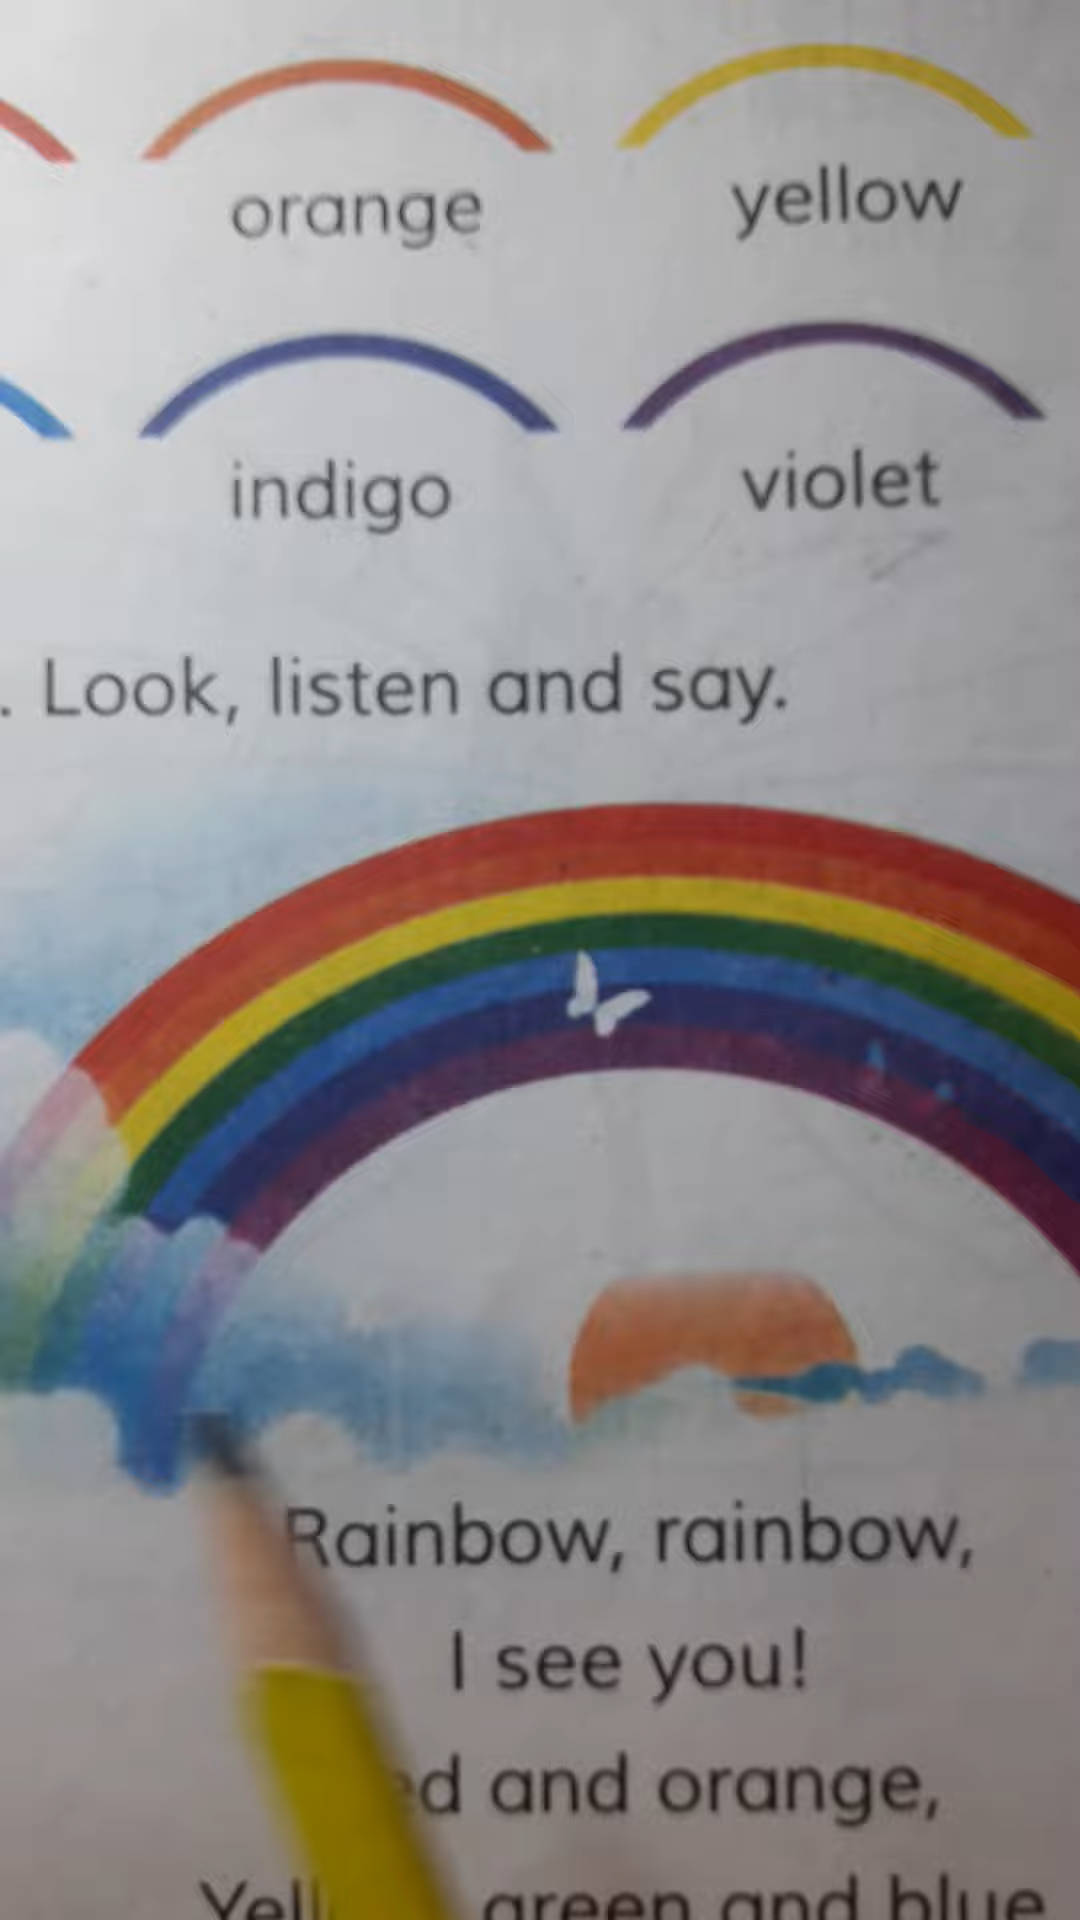 orange yellow
indigo violet
. Look, listen and say.
Rainbow, rainbow,
I see you!
and orange,
green and blue